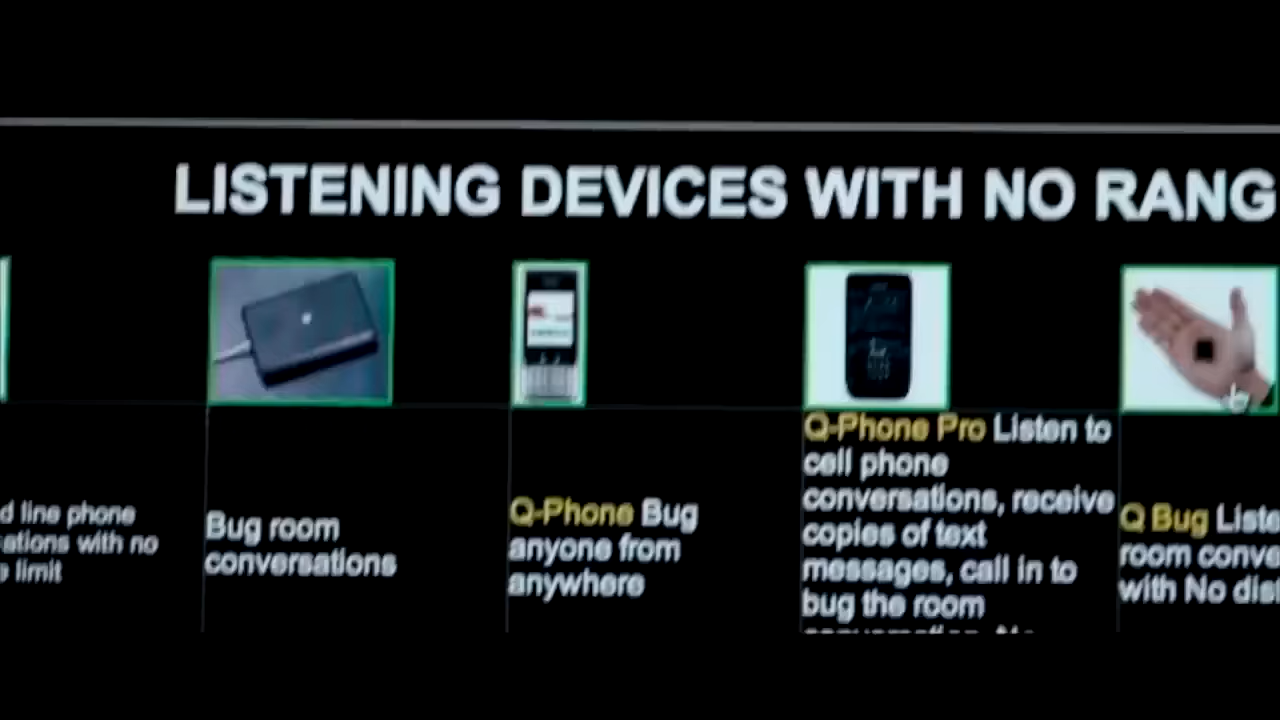 LISTENING DEVICES WITH NO RANG
d line phone
ations with no
limit
Bug room
conversations
Q-Phone Bug
anyone from
anywhere
Q-Phone Pro Listen to
cell phone
conversations, receive
copies of text
messages, call in to
bug the room
Q Bug Liste
room conve
with No dis